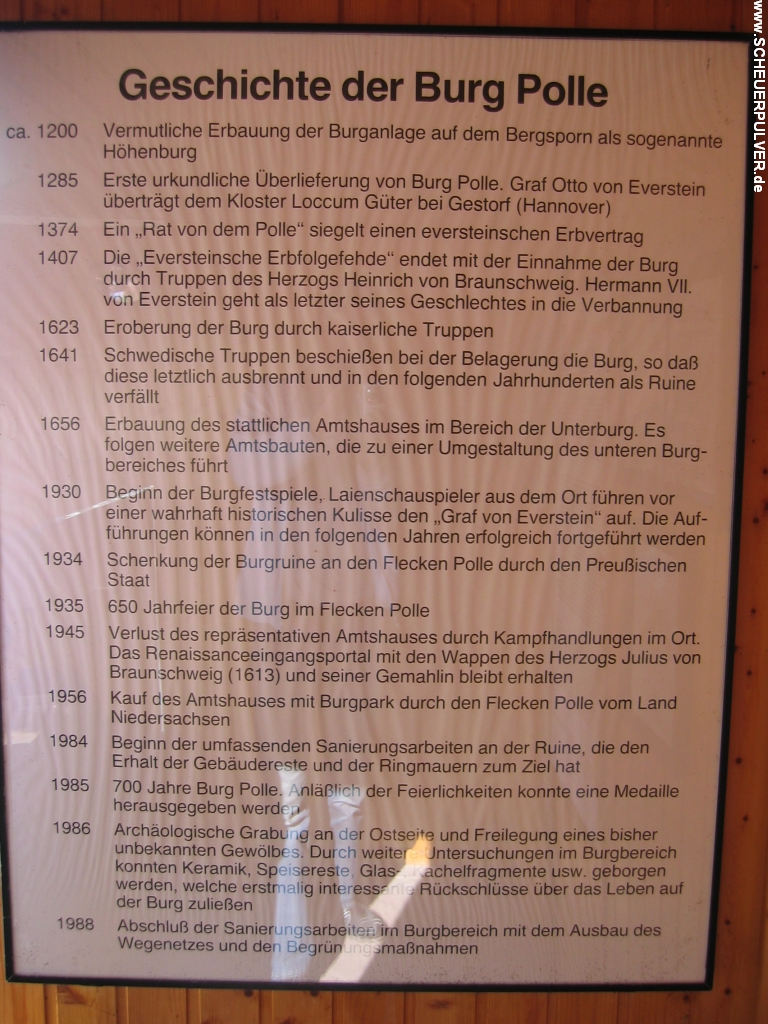 Geschichte der Burg Polle
ca. 1200 Vermutliche Erbauung der Burganlage auf dem Bergsporn als sogenannte
Höhenburg
1285 Erste urkundliche Überlieferung von Burg Polle. Graf Otto von Everstein
überträgt dem Kloster Loccum Güter bei Gestorf (Hannover)
1374 Ein „Rat von dem Polle“ siegelt einen eversteinschen Erbvertrag
1407 Die „Eversteinsche Erbfolgefehde“ endet mit der Einnahme der Burg
durch Truppen des Herzogs Heinrich von Braunschweig. Hermann VII.
von Everstein geht als letzter seines Geschlechtes in die Verbannung
1623 Eroberung der Burg durch kaiserliche Truppen
1641 Schwedische Truppen beschießen bei der Belagerung die Burg, so daß
diese letztlich ausbrennt und in den folgenden Jahrhunderten als Ruine
verfällt
1656 Erbauung des stattlichen Amtshauses im Bereich der Unterburg. Es
folgen weitere Amtsbauten, die zu einer Umgestaltung des unteren Burg-
bereiches führt
1930 Beginn der Burgfestspiele, Laienschauspieler aus dem Ort führen vor
einer wahrhaft historischen Kulisse den „Graf von Everstein“ auf. Die Auf-
führungen können in den folgenden Jahren erfolgreich fortgeführt werden
1934 Schenkung der Burgruine an den Flecken Polle durch den Preußischen
Staat
1935 650 Jahrfeier der Burg im Flecken Polle
1945 Verlust des repräsentativen Amtshauses durch Kampfhandlungen im Ort.
Das Renaissanceeingangsportal mit den Wappen des Herzogs Julius von
Braunschweig (1613) und seiner Gemahlin bleibt erhalten
1956 Kauf des Amtshauses mit Burgpark durch den Flecken Polle vom Land
Niedersachsen
1984 Beginn der umfassenden Sanierungsarbeiten an der Ruine, die den
Erhalt der Gebäudereste und der Ringmauern zum Ziel hat
1985 700 Jahre Burg Polle. Anläßlich der Feierlichkeiten konnte eine Medaille
herausgegeben werden
1986 Archäologische Grabung an der Ostseite und Freilegung eines bisher
unbekannten Gewölbes. Durch weitere Untersuchungen im Burgbereich
konnten Keramik, Speisereste, Glas- Kachelfragmente usw. geborgen
werden, welche erstmalig interessante Rückschlüsse über das Leben auf
der Burg zuließen
1988 Abschluß der Sanierungsarbeiten im Burgbereich mit dem Ausbau des
Wegenetzes und den Begrünungsmaßnahmen
www.SCHEUERPULVER.de